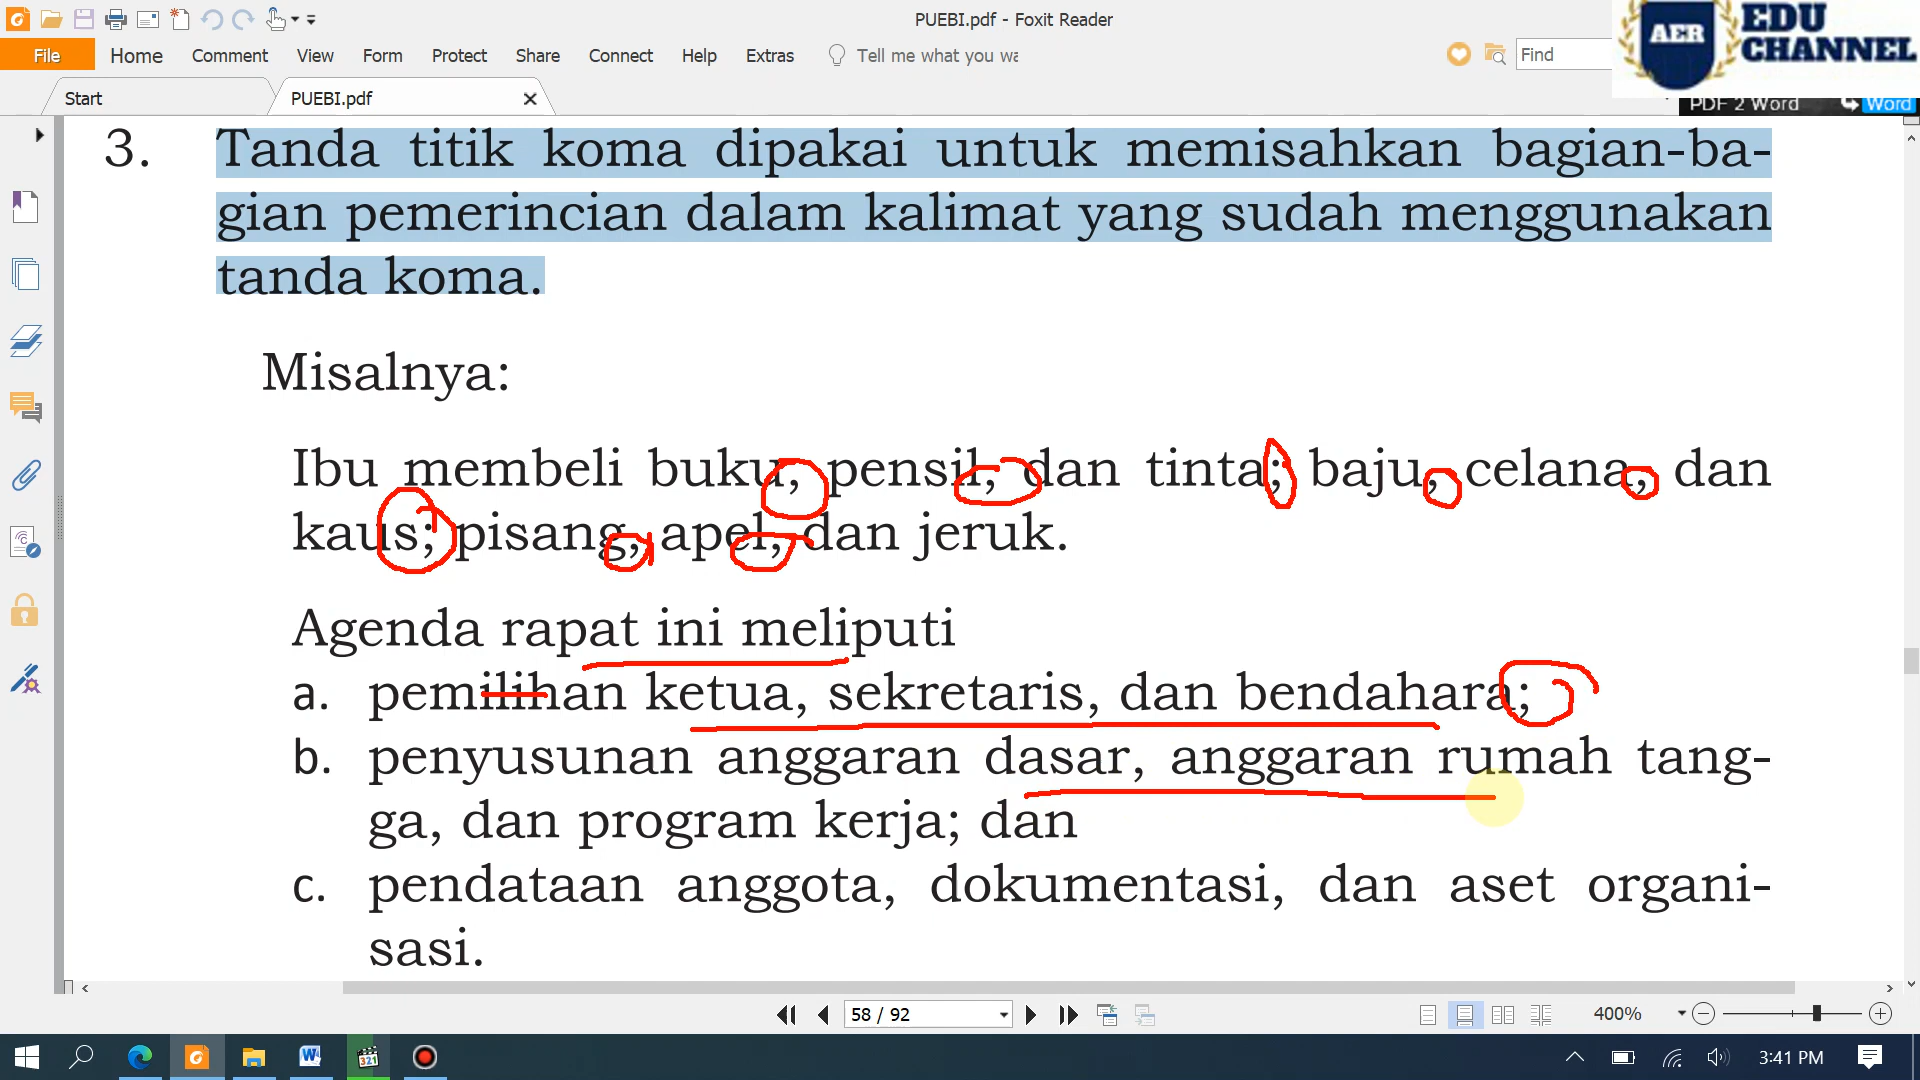 PUEBI.pdf - Foxit Reader
AER
EDU
CHANNEL
File Home Comment View Form Protect Share Connect Help Extras Tell me what you wa Find
Start PUEBI.pdf
PDF 2 Word Word
3. Tanda titik koma dipakai untuk memisahkan bagian-ba-
gian pemerincian dalam kalimat yang sudah menggunakan
tanda koma.
Misalnya:
Ibu membeli buku, pensil, dan tinta; baju, celana, dan
kaus; pisang, apel, dan jeruk.
Agenda rapat ini meliputi
a. pemilihan ketua, sekretaris, dan bendahara;
b. penyusunan anggaran dasar, anggaran rumah tang-
ga, dan program kerja; dan
c. pendataan anggota, dokumentasi, dan aset organi-
sasi.
58 / 92
400%
321
3:41 PM